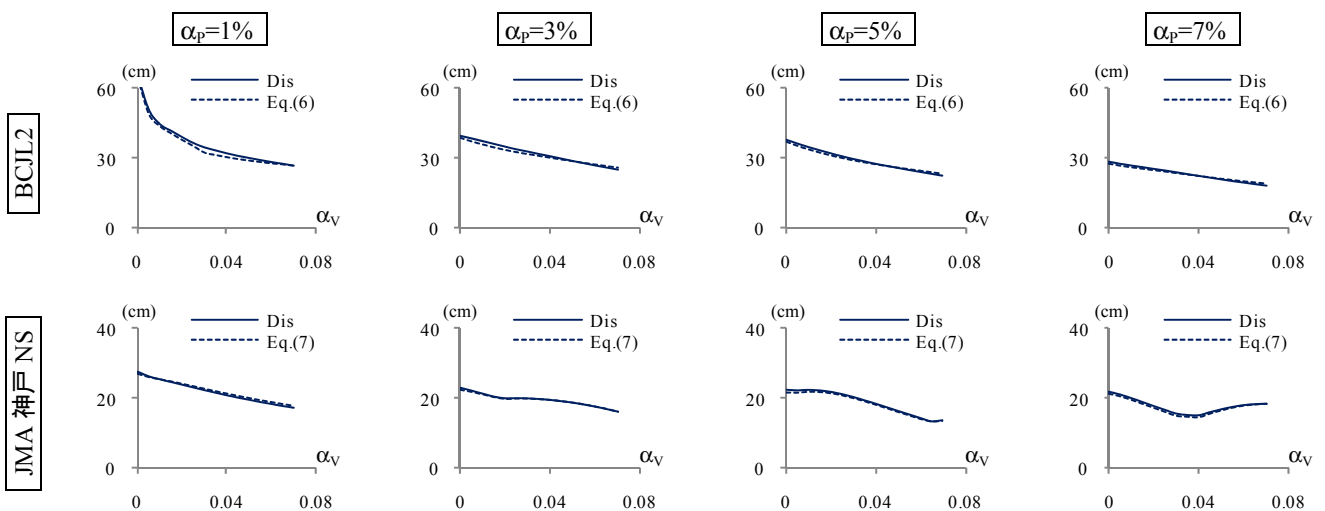 αP=1% αP=3% αP=5% αP=7%
BCJL2
(cm) (cm) (cm) (cm)
Dis Dis Dis Dis
60 60 60 60
Eq.(6) Eq.(6) Eq.(6) Eq.(6)
30 30 30 30
αV αV αV αV
0 0 0 0
0 0.04 0.08 0 0.04 0.08 0 0.04 0.08 0 0.04 0.08
JMA 神戸 NS
(cm) (cm) (cm) (cm)
Dis Dis Dis Dis
40 40 40 40
Eq.(7) Eq.(7) Eq.(7) Eq.(7)
20 20 20 20
αV αV αV αV
0 0 0 0
0 0.04 0.08 0 0.04 0.08 0 0.04 0.08 0 0.04 0.08